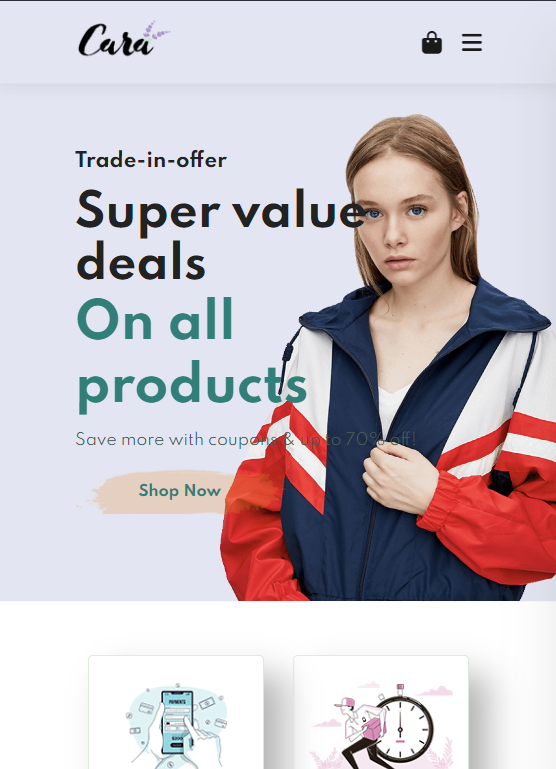 Cara
Trade-in-offer
Super value
deals
On all
products
Save more with coupons & up to 70% off!
Shop Now
PAYMENTS